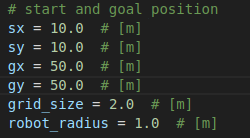 # start and goal position
sx = 10.0  # [m]
sy = 10.0  # [m]
gx = 50.0  # [m]
gy = 50.0  # [m]
grid_size = 2.0  # [m]
robot_radius = 1.0  # [m]